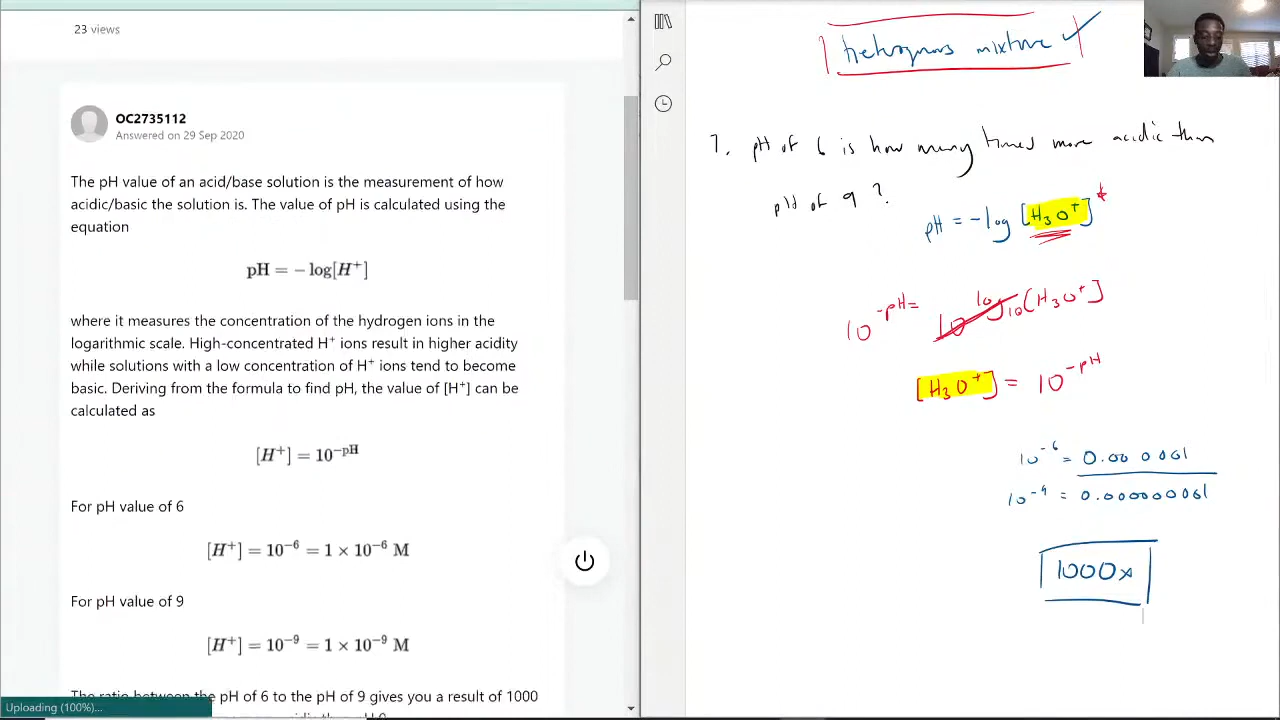 23 views
OC2735112
Answered on 29 Sep 2020
The pH value of an acid/base solution is the measurement of how
acidic/basic the solution is. The value of pH is calculated using the
equation
pH = − log[H⁺]
where it measures the concentration of the hydrogen ions in the
logarithmic scale. High-concentrated H⁺ ions result in higher acidity
while solutions with a low concentration of H⁺ ions tend to become
basic. Deriving from the formula to find pH, the value of [H⁺] can be
calculated as
[H⁺] = 10⁻ᵖᴴ
For pH value of 6
[H⁺] = 10⁻⁶ = 1 × 10⁻⁶ M
For pH value of 9
[H⁺] = 10⁻⁹ = 1 × 10⁻⁹ M
The ratio between the pH of 6 to the pH of 9 gives you a result of 1000
Uploading (100%)...
mixture
7. pH of 6 is how many times more acidic than
pH of 9?
pH = -log [H₃O⁺]*
10⁻ᵖᴴ = 10 log₁₀ [H₃O⁺]
[H₃O⁺] = 10⁻ᵖᴴ
10⁻⁶ = 0.000001
10⁻⁹ = 0.000000001
1000x